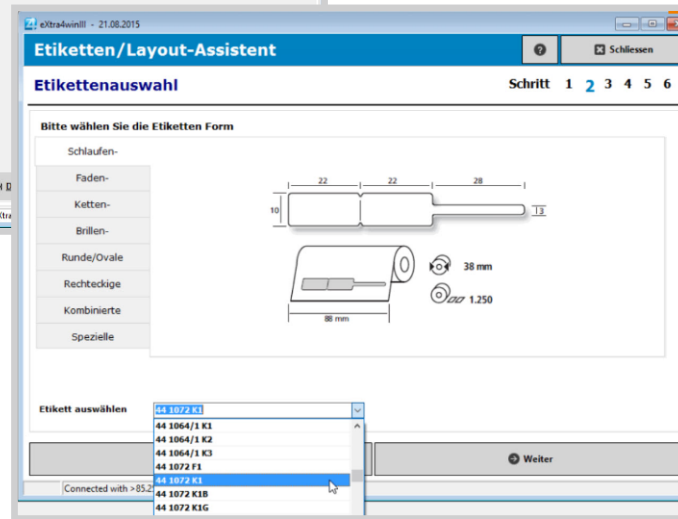 eXtra4winIII - 21.08.2015
Etiketten/Layout-Assistent
? Schliessen
Etikettenauswahl
Schritt 1 2 3 4 5 6
Bitte wählen Sie die Etiketten Form
Schlaufen-
Faden-
Ketten-
Brillen-
Runde/Ovale
Rechteckige
Kombinierte
Spezielle
22 22 28
10
3
38 mm
1.250
88 mm
Etikett auswählen 44 1072 K1
44 1064/1 K1
44 1064/1 K2
44 1064/1 K3
44 1072 F1
44 1072 K1
44 1072 K1B
44 1072 K1G
Weiter
Connected with >85.2